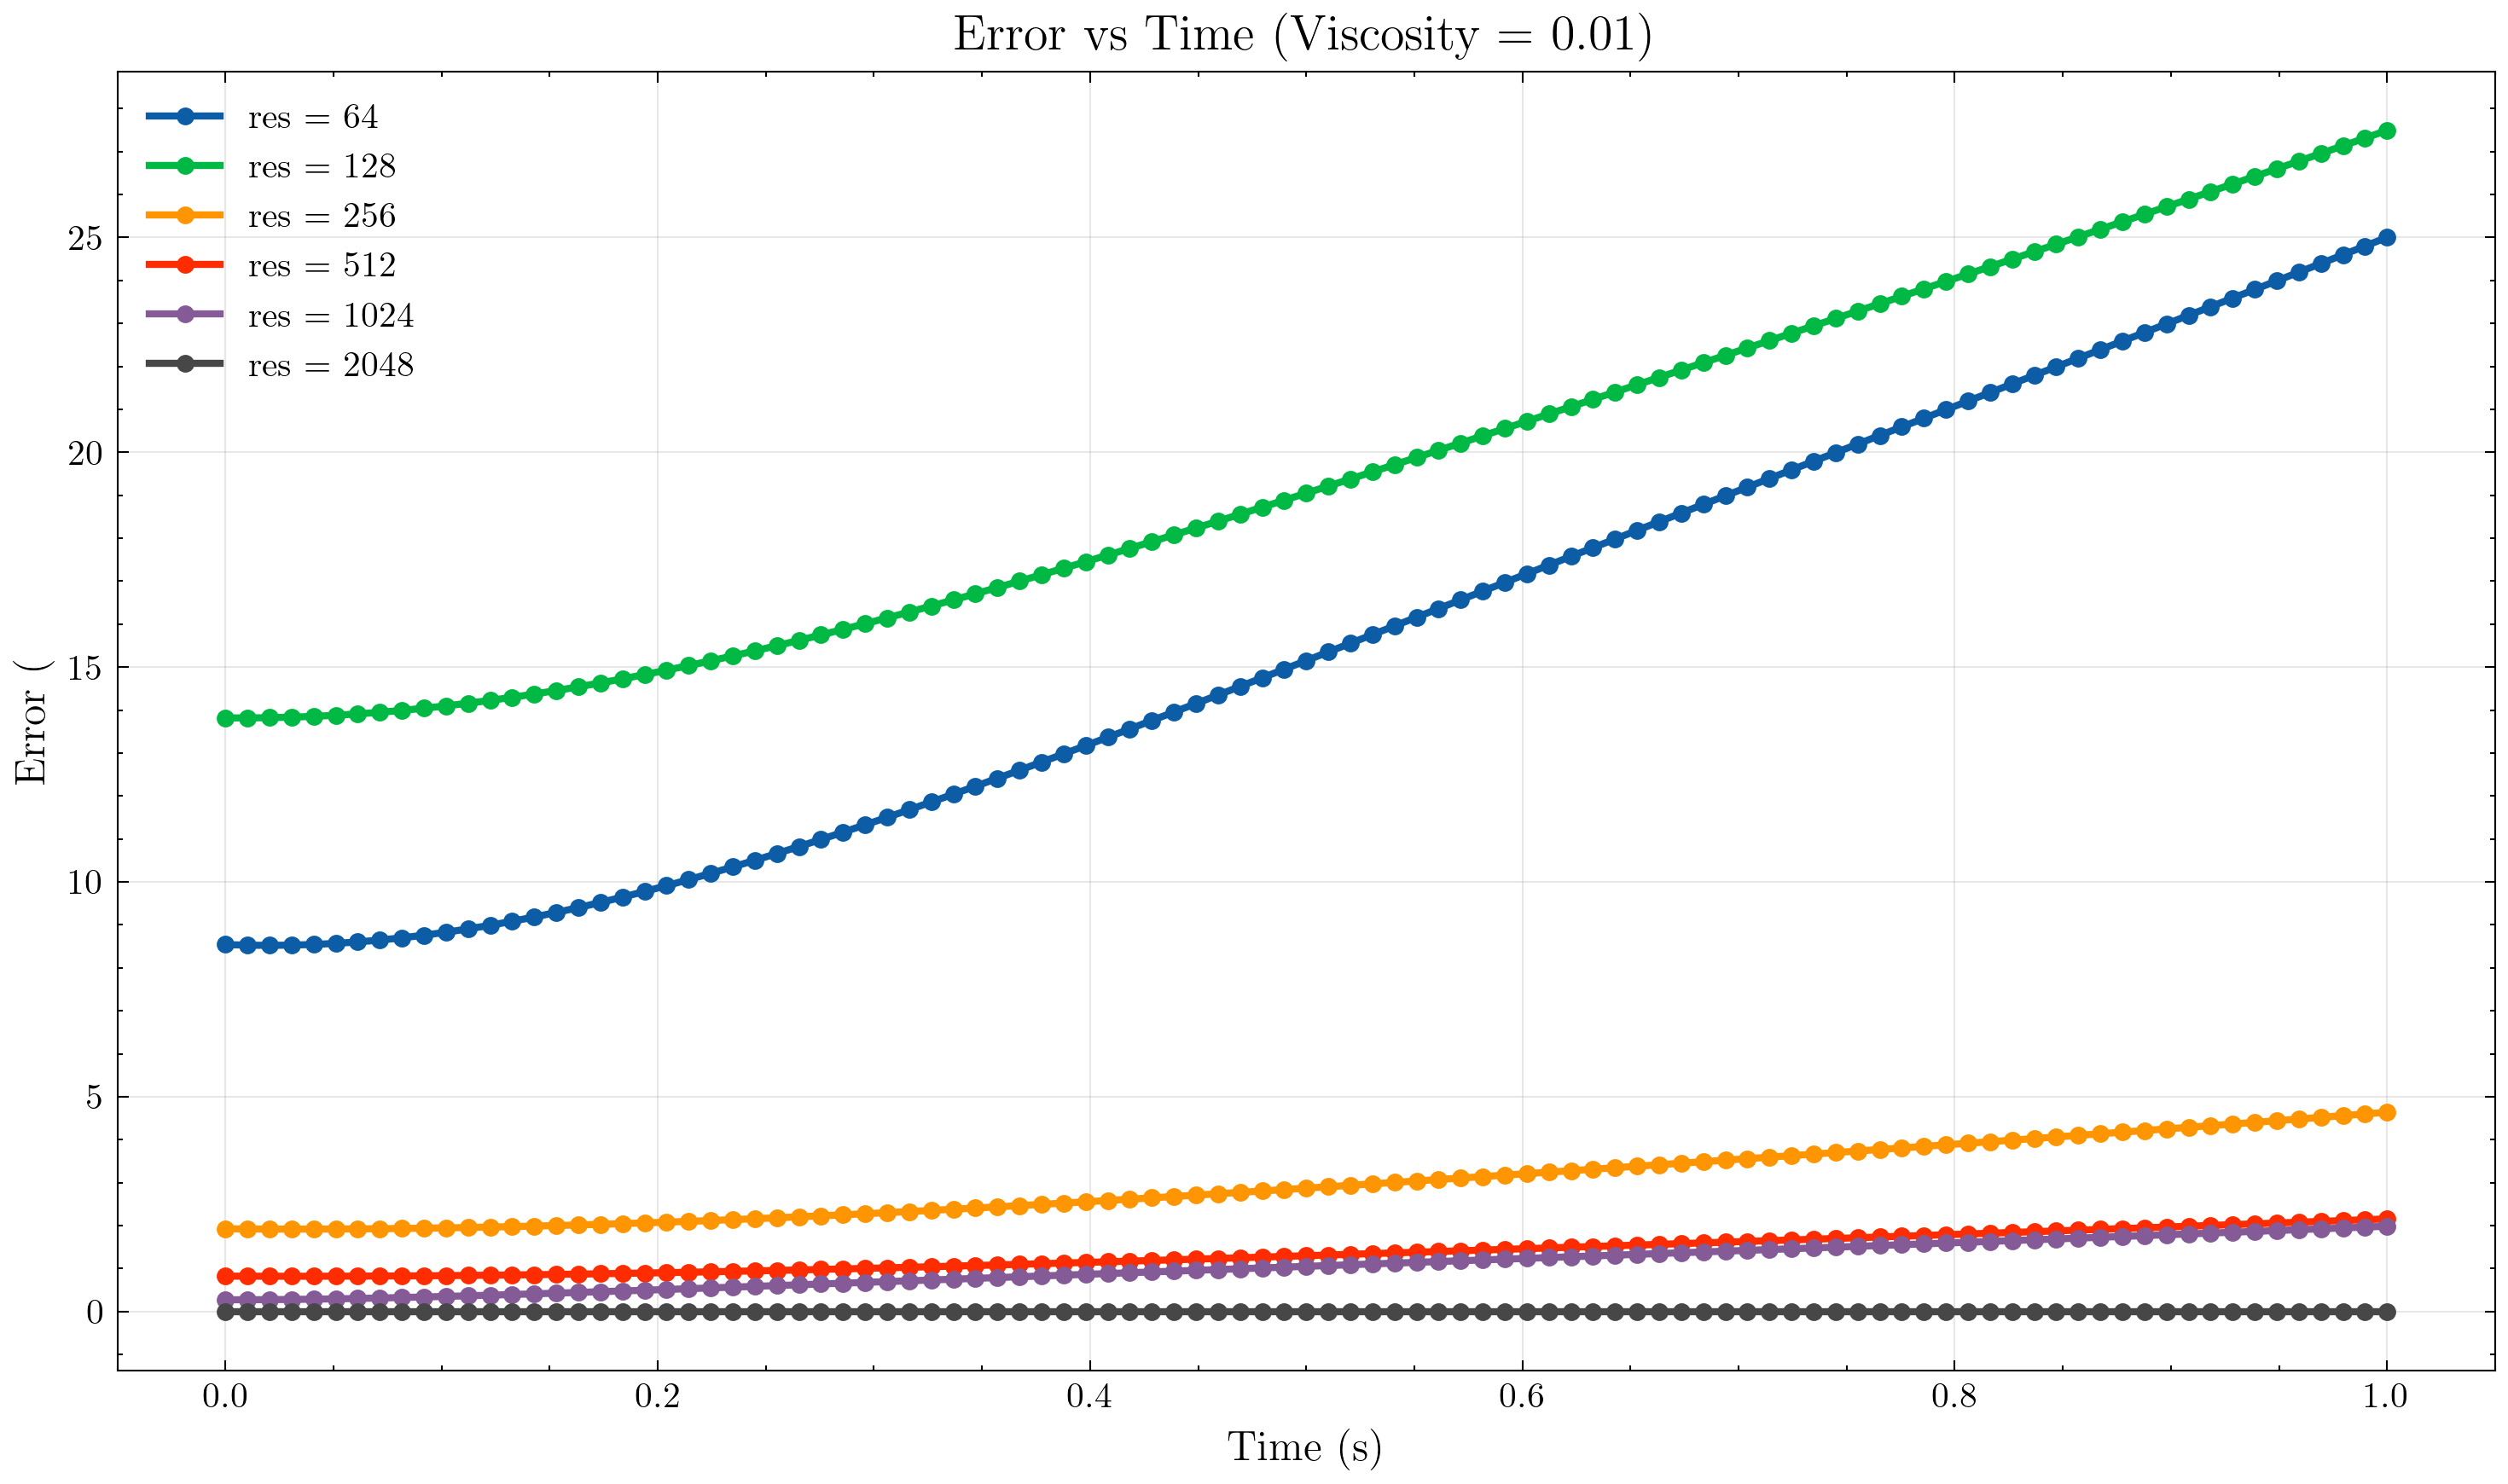 Error vs Time (Viscosity = 0.01)
res = 64
res = 128
res = 256
res = 512
res = 1024
res = 2048
Error (
25
20
15
10
5
0
0.0 0.2 0.4 0.6 0.8 1.0
Time (s)